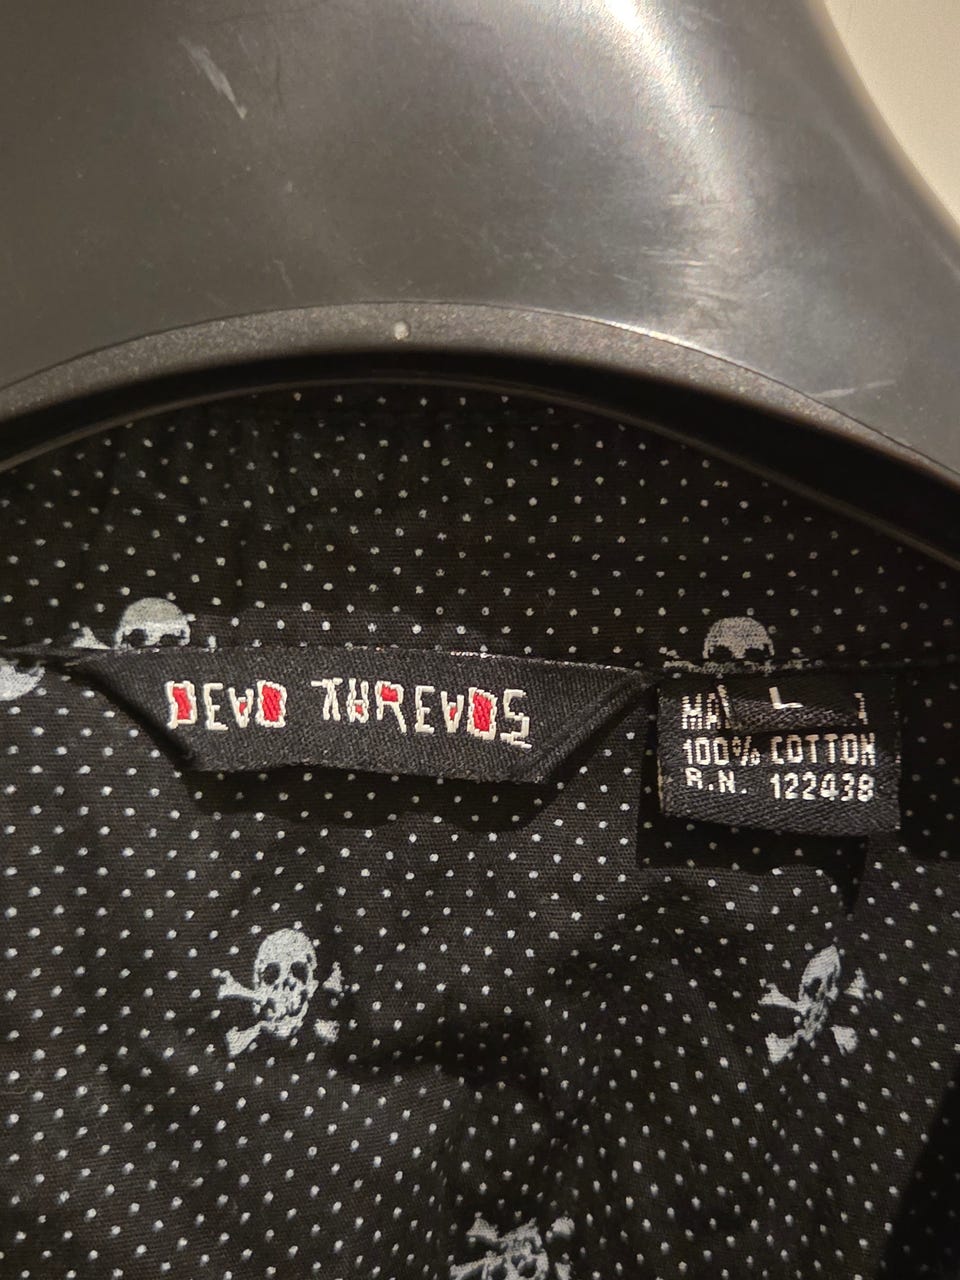 DEAD THREADS
L
100% COTTON
R.N. 122438